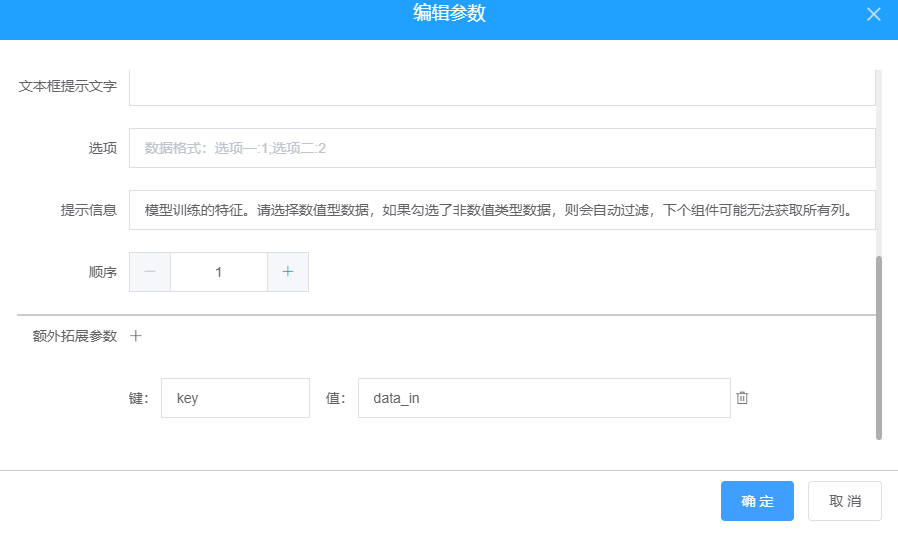 编辑参数
文本框提示文字
选项 数据格式：选项一:1;选项二:2
提示信息 模型训练的特征。请选择数值型数据，如果勾选了非数值类型数据，则会自动过滤，下个组件可能无法获取所有列。
顺序 1
额外拓展参数
键： key 值： data_in
确 定 取 消